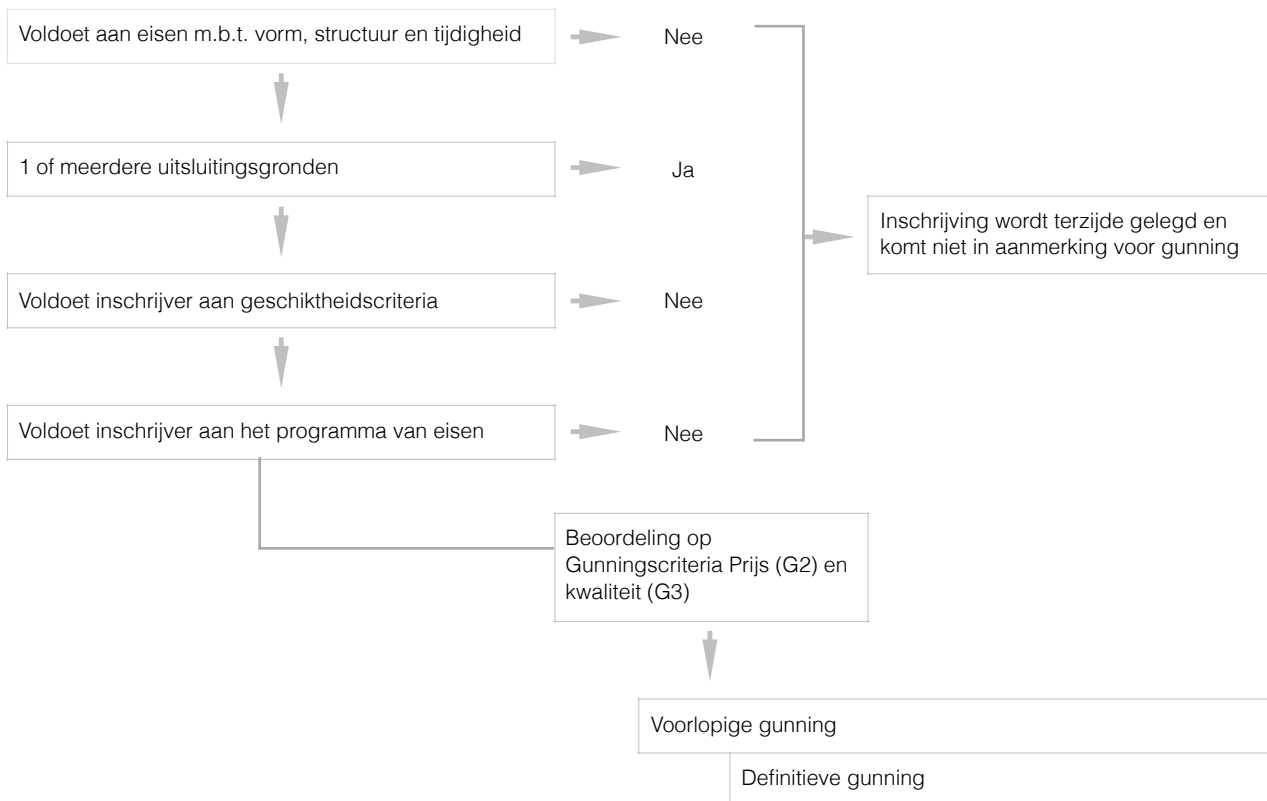 Voldoet aan eisen m.b.t. vorm, structuur en tijdigheid
Nee
1 of meerdere uitsluitingsgronden
Ja
Inschrijving wordt terzijde gelegd en
komt niet in aanmerking voor gunning
Voldoet inschrijver aan geschiktheidscriteria
Nee
Voldoet inschrijver aan het programma van eisen
Nee
Beoordeling op
Gunningscriteria Prijs (G2) en
kwaliteit (G3)
Voorlopige gunning
Definitieve gunning